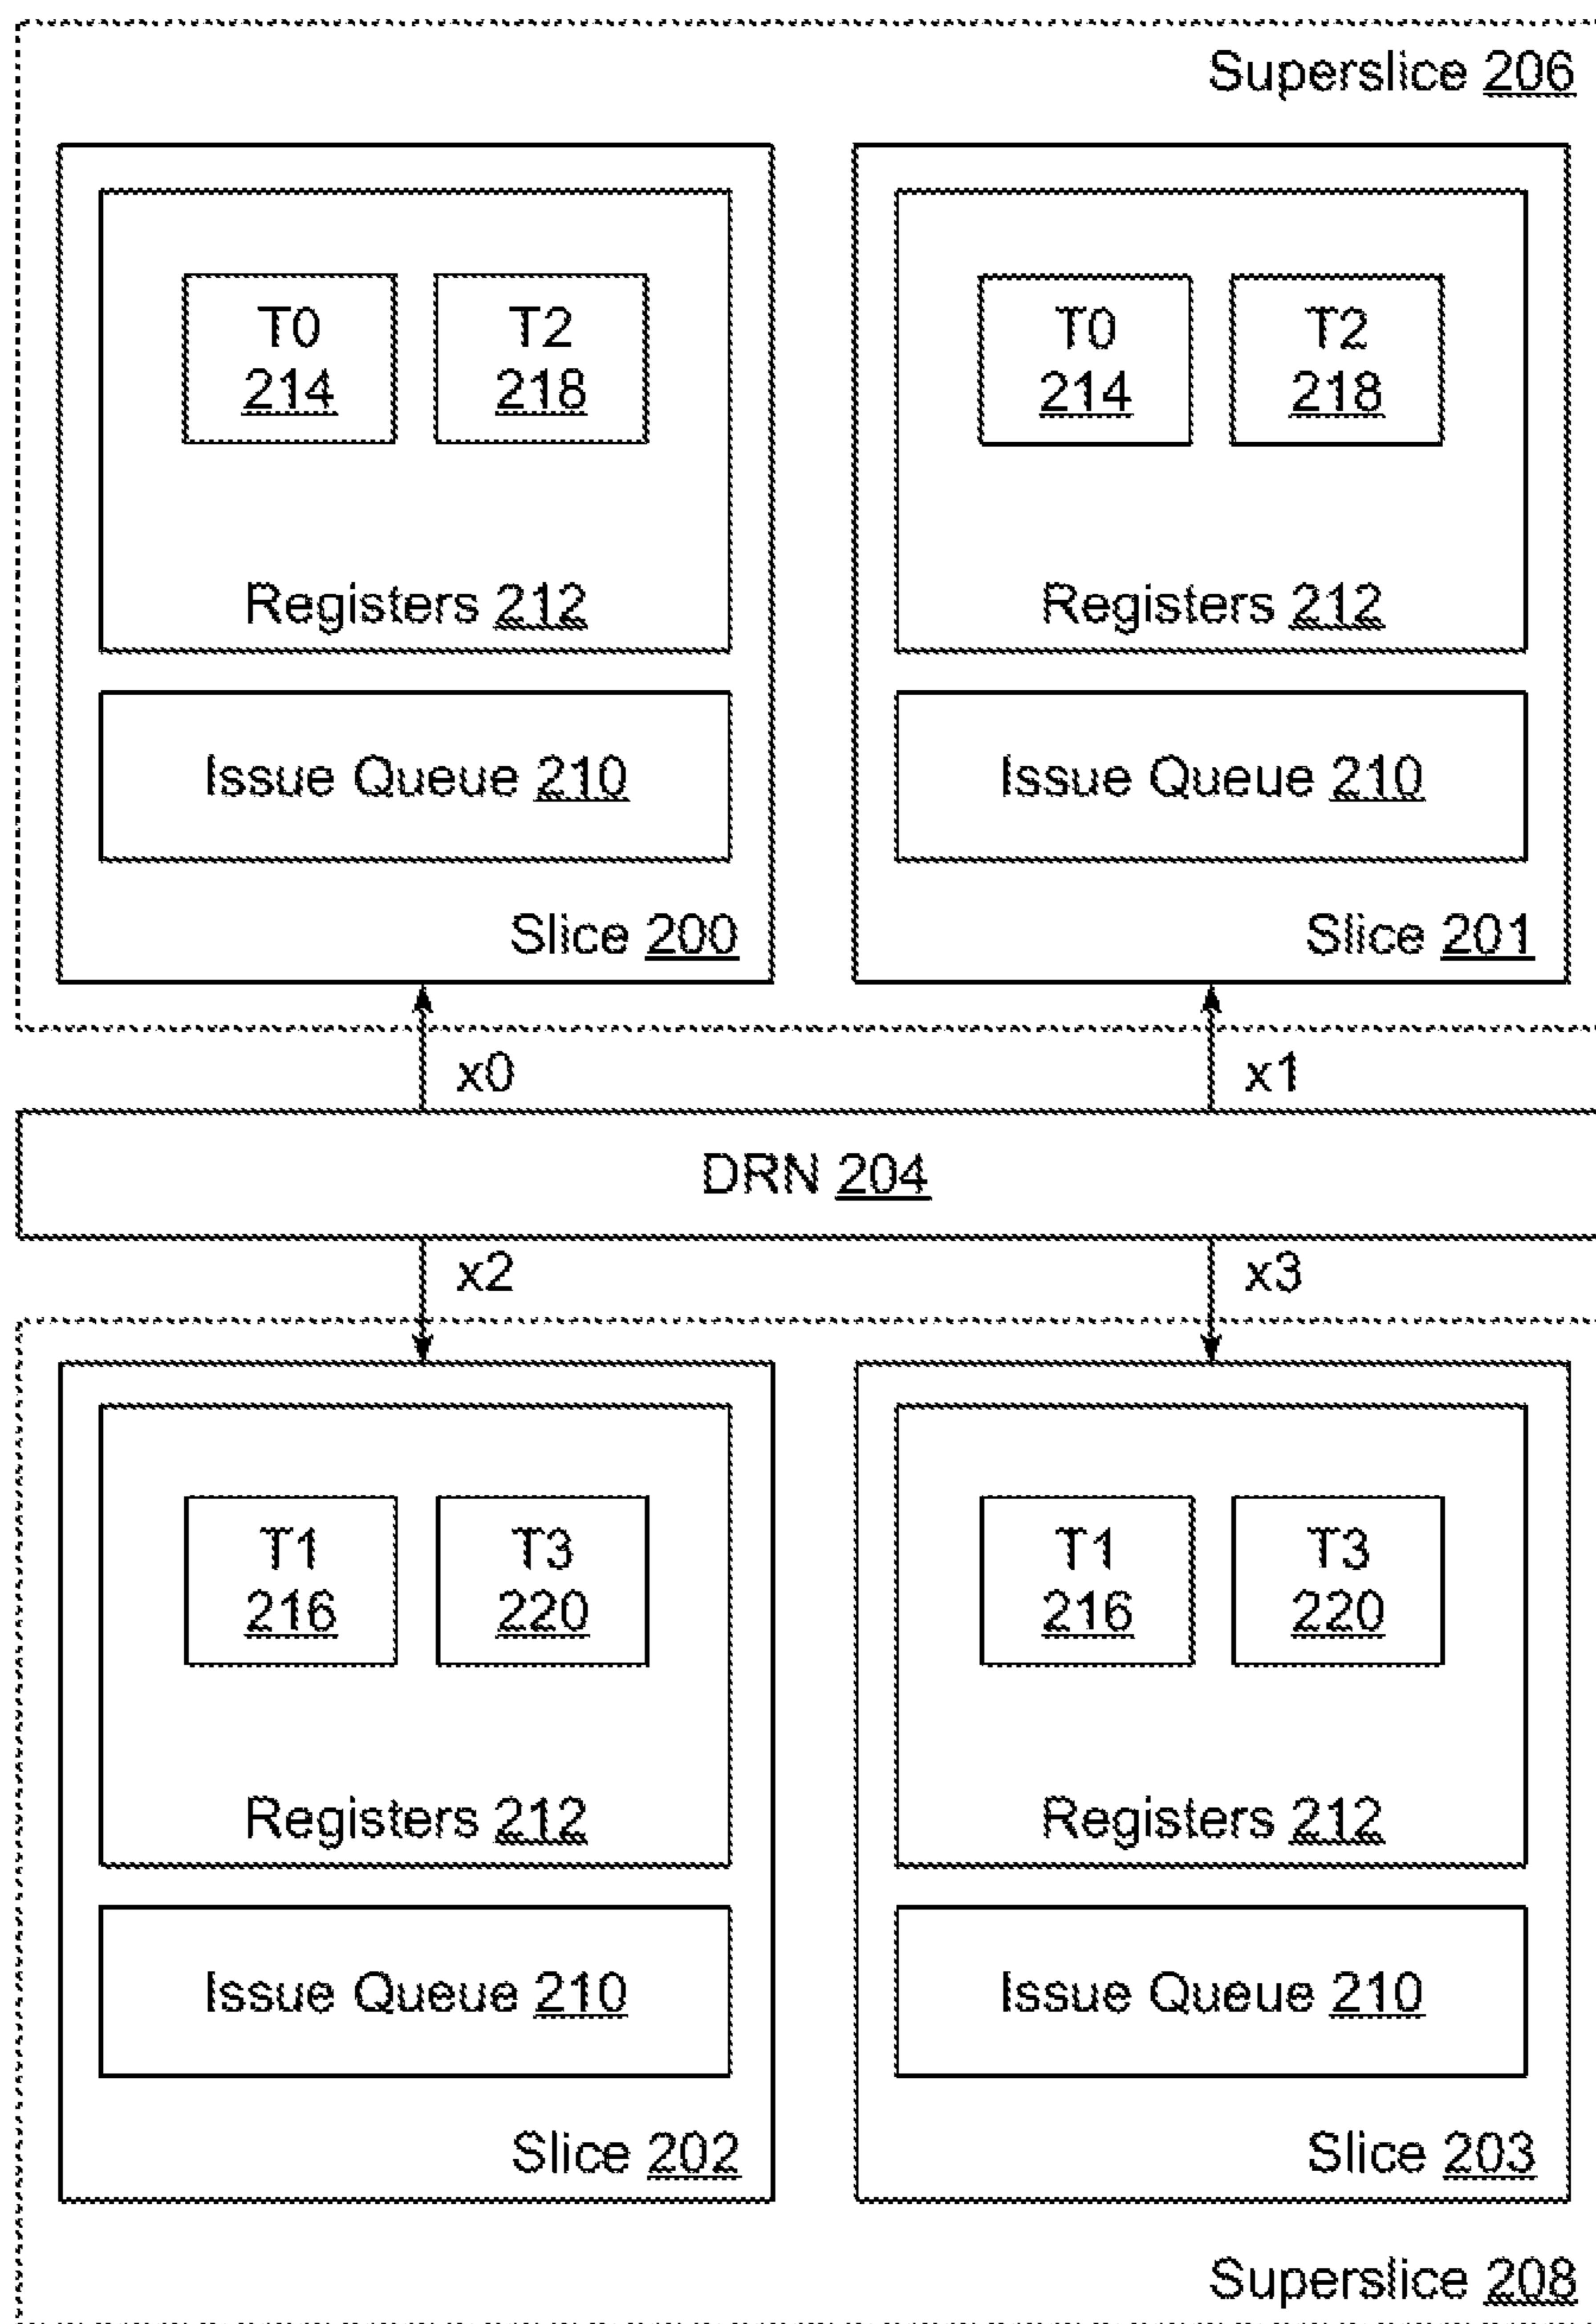 Superslice 206
T0
214
T2
218
Registers 212
Issue Queue 210
Slice 200
T0
214
T2
218
Registers 212
Issue Queue 210
Slice 201
x0
x1
DRN 204
x2
x3
T1
216
T3
220
Registers 212
Issue Queue 210
Slice 202
T1
216
T3
220
Registers 212
Issue Queue 210
Slice 203
Superslice 208